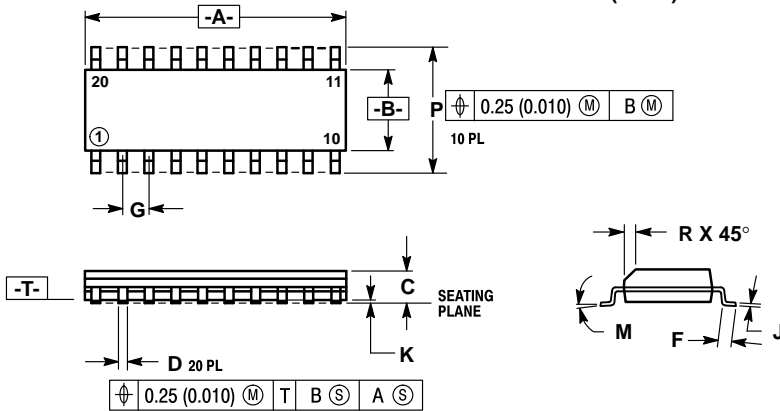 -A-
20
11
-B-
P
⌖ 0.25 (0.010) Ⓜ B Ⓜ
①
10
10 PL
G
R X 45°
-T-
C
SEATING
PLANE
M
F
J
K
D 20 PL
⌖ 0.25 (0.010) Ⓜ T B Ⓢ A Ⓢ